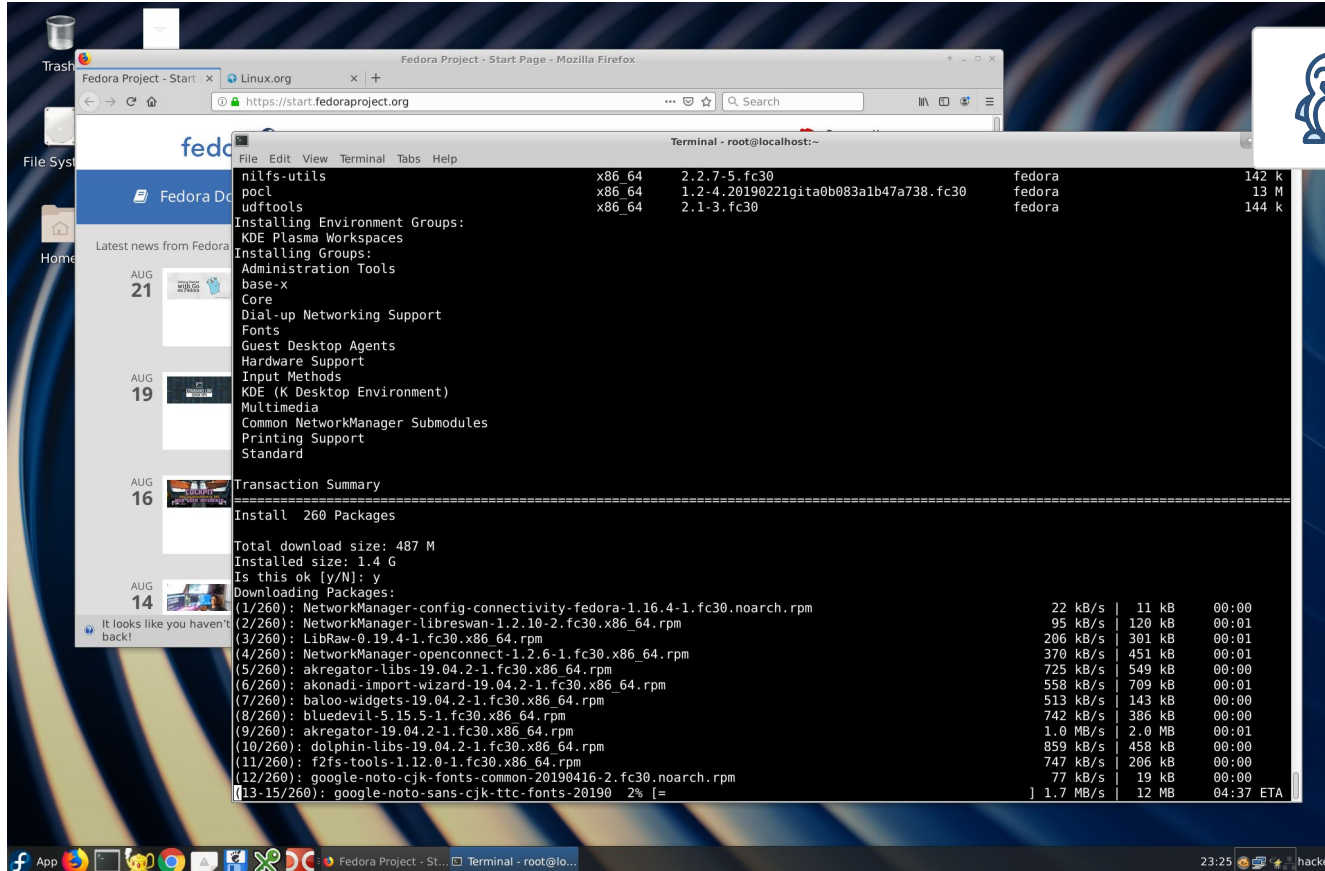 Trash
File Syst
Home
Fedora Project - Start Page - Mozilla Firefox
Fedora Project - Start
Linux.org
https://start.fedoraproject.org
Search
fedo
Fedora Do
Latest news from Fedora
AUG
21
AUG
19
AUG
16
AUG
14
It looks like you haven't
back!
Terminal - root@localhost:~
File Edit View Terminal Tabs Help
nilfs-utils x86_64 2.2.7-5.fc30 fedora 142 k
pocl x86_64 1.2-4.20190221gita0b083a1b47a738.fc30 fedora 13 M
udftools x86_64 2.1-3.fc30 fedora 144 k
Installing Environment Groups:
KDE Plasma Workspaces
Installing Groups:
Administration Tools
base-x
Core
Dial-up Networking Support
Fonts
Guest Desktop Agents
Hardware Support
Input Methods
KDE (K Desktop Environment)
Multimedia
Common NetworkManager Submodules
Printing Support
Standard
Transaction Summary
================================================================================
Install 260 Packages
Total download size: 487 M
Installed size: 1.4 G
Is this ok [y/N]: y
Downloading Packages:
(1/260): NetworkManager-config-connectivity-fedora-1.16.4-1.fc30.noarch.rpm 22 kB/s | 11 kB 00:00
(2/260): NetworkManager-libreswan-1.2.10-2.fc30.x86_64.rpm 95 kB/s | 120 kB 00:01
(3/260): LibRaw-0.19.4-1.fc30.x86_64.rpm 206 kB/s | 301 kB 00:01
(4/260): NetworkManager-openconnect-1.2.6-1.fc30.x86_64.rpm 370 kB/s | 451 kB 00:01
(5/260): akregator-libs-19.04.2-1.fc30.x86_64.rpm 725 kB/s | 549 kB 00:00
(6/260): akonadi-import-wizard-19.04.2-1.fc30.x86_64.rpm 558 kB/s | 709 kB 00:01
(7/260): baloo-widgets-19.04.2-1.fc30.x86_64.rpm 513 kB/s | 143 kB 00:00
(8/260): bluedevil-5.15.5-1.fc30.x86_64.rpm 742 kB/s | 386 kB 00:00
(9/260): akregator-19.04.2-1.fc30.x86_64.rpm 1.0 MB/s | 2.0 MB 00:01
(10/260): dolphin-libs-19.04.2-1.fc30.x86_64.rpm 859 kB/s | 458 kB 00:00
(11/260): f2fs-tools-1.12.0-1.fc30.x86_64.rpm 747 kB/s | 206 kB 00:00
(12/260): google-noto-cjk-fonts-common-20190416-2.fc30.noarch.rpm 77 kB/s | 19 kB 00:00
(13-15/260): google-noto-sans-cjk-ttc-fonts-20190 2% [= ] 1.7 MB/s | 12 MB 04:37 ETA
App
Fedora Project - St...
Terminal - root@lo...
23:25
hacke